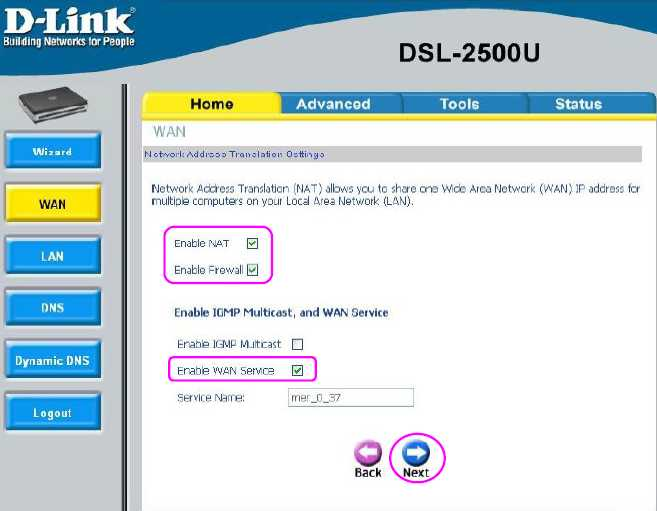 D-Link
Building Networks for People
DSL-2500U
Home
Advanced
Tools
Status
Wizard
WAN
LAN
DNS
Dynamic DNS
Logout
WAN
Network Address Translation Settings
Network Address Translation (NAT) allows you to share one Wide Area Network (WAN) IP address for
multiple computers on your Local Area Network (LAN).
Enable NAT
Enable Firewall
Enable IGMP Multicast, and WAN Service
Enable IGMP Multicast
Enable WAN Service
Service Name: mer_0_37
Back
Next